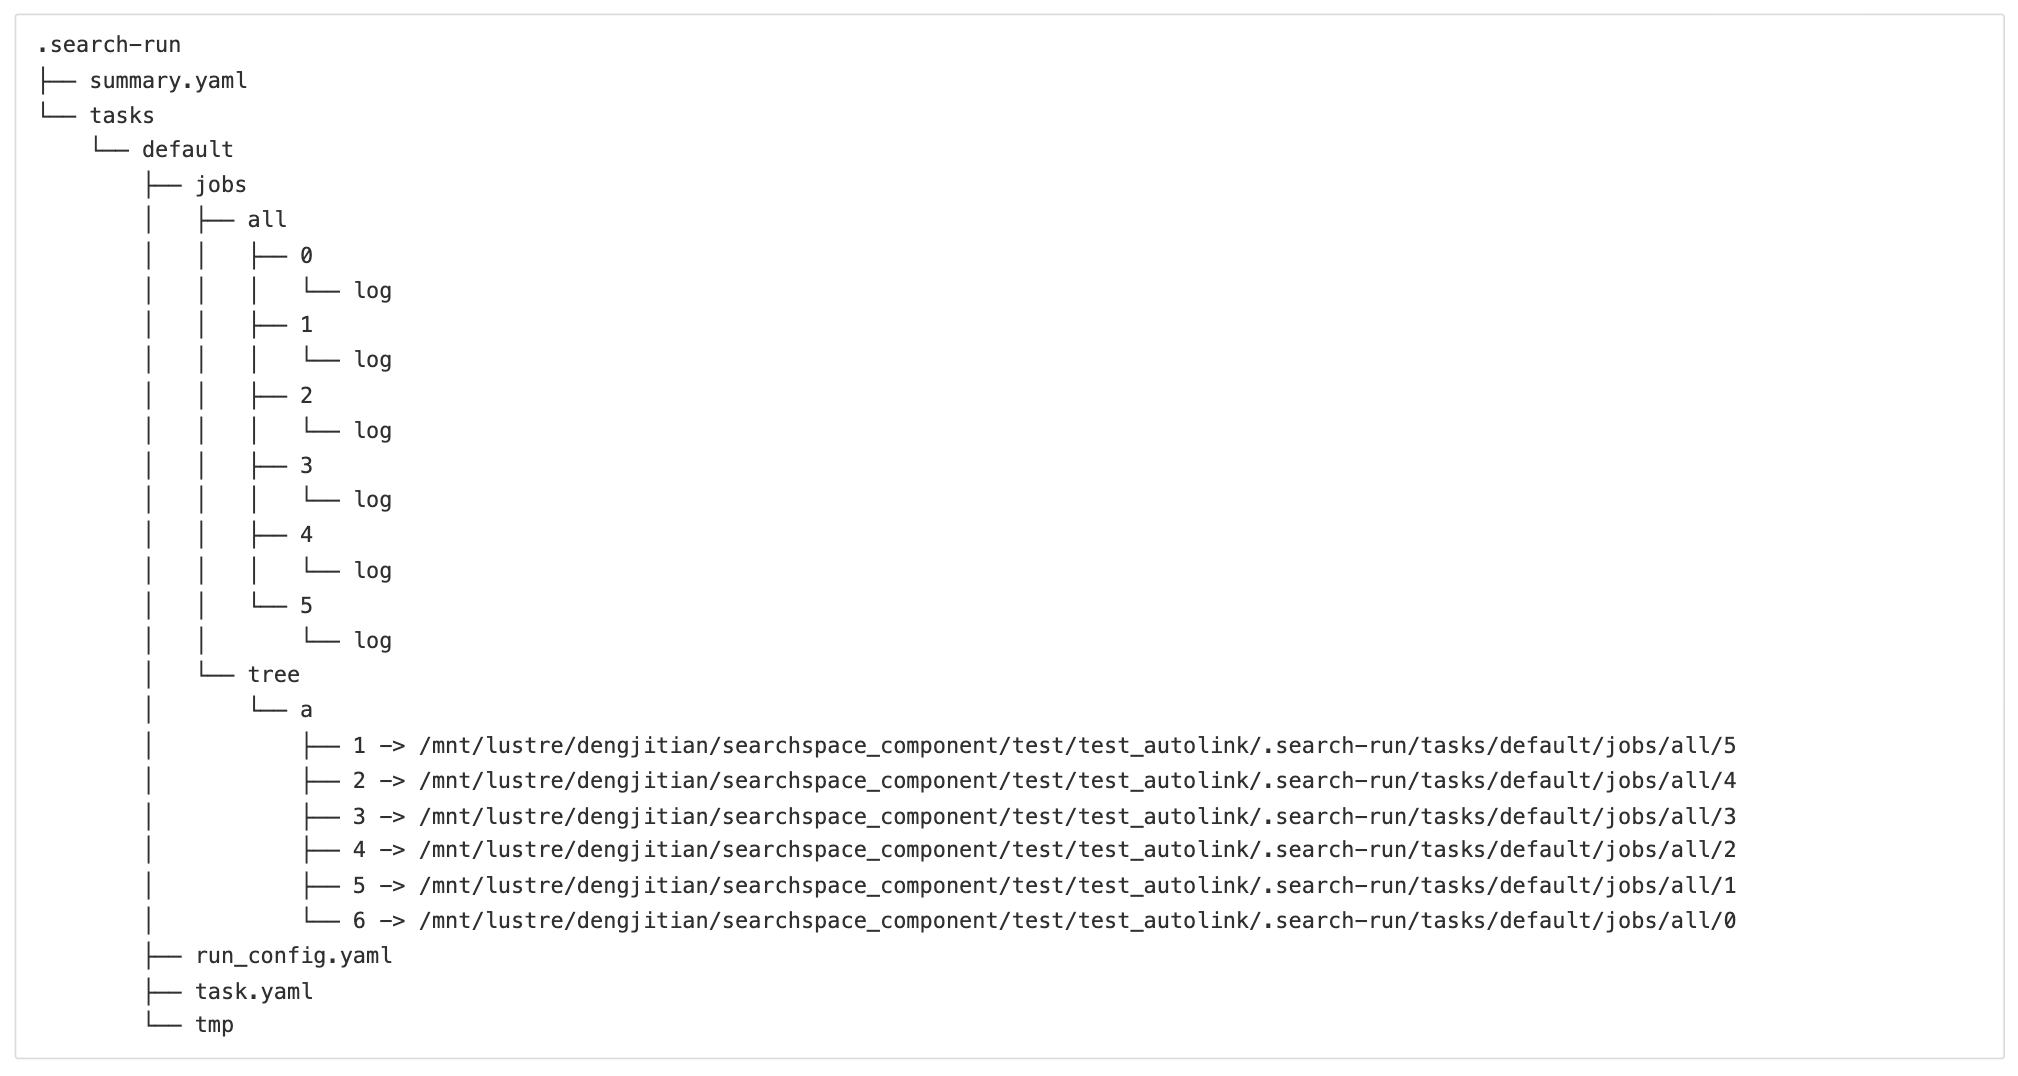 .search-run
├── summary.yaml
└── tasks
    └── default
        ├── jobs
        │   ├── all
        │   │   ├── 0
        │   │   │   └── log
        │   │   ├── 1
        │   │   │   └── log
        │   │   ├── 2
        │   │   │   └── log
        │   │   ├── 3
        │   │   │   └── log
        │   │   ├── 4
        │   │   │   └── log
        │   │   └── 5
        │   │       └── log
        │   └── tree
        │       └── a
        │           ├── 1 -> /mnt/lustre/dengjitian/searchspace_component/test/test_autolink/.search-run/tasks/default/jobs/all/5
        │           ├── 2 -> /mnt/lustre/dengjitian/searchspace_component/test/test_autolink/.search-run/tasks/default/jobs/all/4
        │           ├── 3 -> /mnt/lustre/dengjitian/searchspace_component/test/test_autolink/.search-run/tasks/default/jobs/all/3
        │           ├── 4 -> /mnt/lustre/dengjitian/searchspace_component/test/test_autolink/.search-run/tasks/default/jobs/all/2
        │           ├── 5 -> /mnt/lustre/dengjitian/searchspace_component/test/test_autolink/.search-run/tasks/default/jobs/all/1
        │           └── 6 -> /mnt/lustre/dengjitian/searchspace_component/test/test_autolink/.search-run/tasks/default/jobs/all/0
        ├── run_config.yaml
        ├── task.yaml
        └── tmp